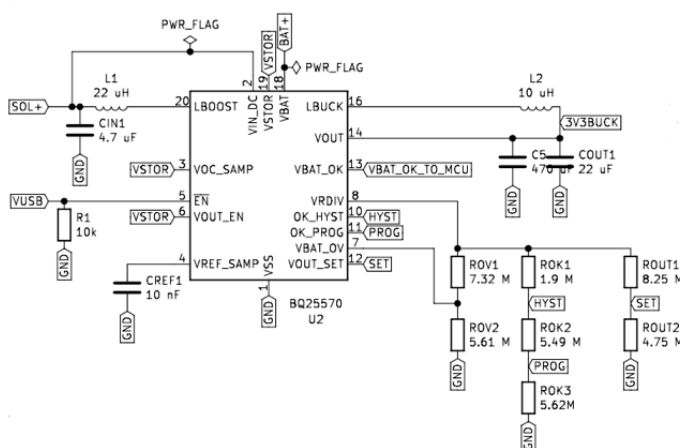 PWR_FLAG
BAT+
VSTOR
PWR_FLAG
L1
22 uH
L2
10 uH
2
19
18
SOL+
20
LBOOST
VIN_DC
VSTOR
VBAT
LBUCK
16
CIN1
4.7 uF
VOUT
14
3V3BUCK
GND
VSTOR
3
VOC_SAMP
VBAT_OK
13
VBAT_OK_TO_MCU
C5
470 uF
COUT1
22 uF
VUSB
5
EN
VRDIV
8
GND
GND
VSTOR
6
VOUT_EN
OK_HYST
10
HYST
R1
10k
OK_PROG
11
PROG
VBAT_OV
7
GND
4
VREF_SAMP
VSS
VOUT_SET
12
SET
CREF1
10 nF
1
BQ25570
U2
GND
GND
ROV1
7.32 M
ROK1
1.9 M
ROUT1
8.25 M
HYST
SET
ROV2
5.61 M
ROK2
5.49 M
ROUT2
4.75 M
GND
PROG
GND
ROK3
5.62M
GND